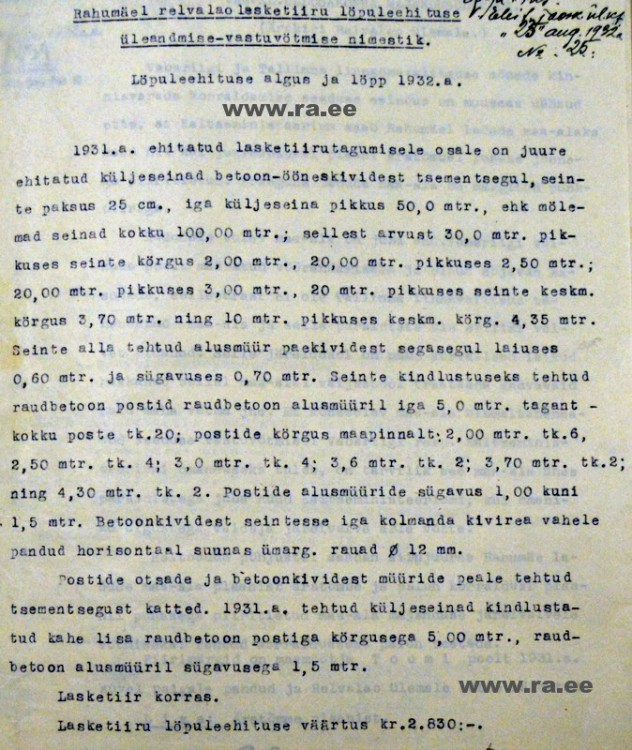 Rahumäel relvalao lasketiiru lõpuleehituse
üleandmise-vastuvõtmise nimestik.
"25" aug. 1932a
No. 26:
Lõpuleehituse algus ja lõpp 1932.a.
www.ra.ee
1931.a. ehitatud lasketiirutagumisele osale on juure
ehitatud küljeseinad betoon-õõneskividest tsementsegul, sein-
te paksus 25 cm., iga küljeseina pikkus 50,0 mtr., ehk mõle-
mad seinad kokku 100,00 mtr.; sellest arvust 30,0 mtr. pik-
kuses seinte kõrgus 2,00 mtr., 20,00 mtr. pikkuses 2,50 mtr.;
20,00 mtr. pikkuses 3,00 mtr., 20 mtr. pikkuses seinte keskm.
kõrgus 3,70 mtr. ning 10 mtr. pikkuses keskm. kõrg. 4,35 mtr.
Seinte alla tehtud alusmüür paekividest segasegul laiuses
0,60 mtr. ja sügavuses 0,70 mtr. Seinte kindlustuseks tehtud
raudbetoon postid raudbetoon alusmüüril iga 5,0 mtr. tagant -
kokku poste tk.20; postide kõrgus maapinnalt: 2,00 mtr. tk.6,
2,50 mtr. tk. 4; 3,0 mtr. tk. 4; 3,6 mtr. tk. 2; 3,70 mtr. tk.2;
ning 4,30 mtr. tk. 2. Postide alusmüüride sügavus 1,00 kuni
1,5 mtr. Betoonkividest seintesse iga kolmanda kivirea vahele
pandud horisontaal suunas ümarg. rauad Ø 12 mm.
Postide otsade ja betoonkividest müüride peale tehtud
tsementsegust katted. 1931.a. tehtud küljeseinad kindlusta-
tud kahe lisa raudbetoon postiga kõrgusega 5,00 mtr., raud-
betoon alusmüüril sügavusega 1,5 mtr.
www.ra.ee
Lasketiir korras.
Lasketiiru lõpuleehituse väärtus kr.2.830:-.